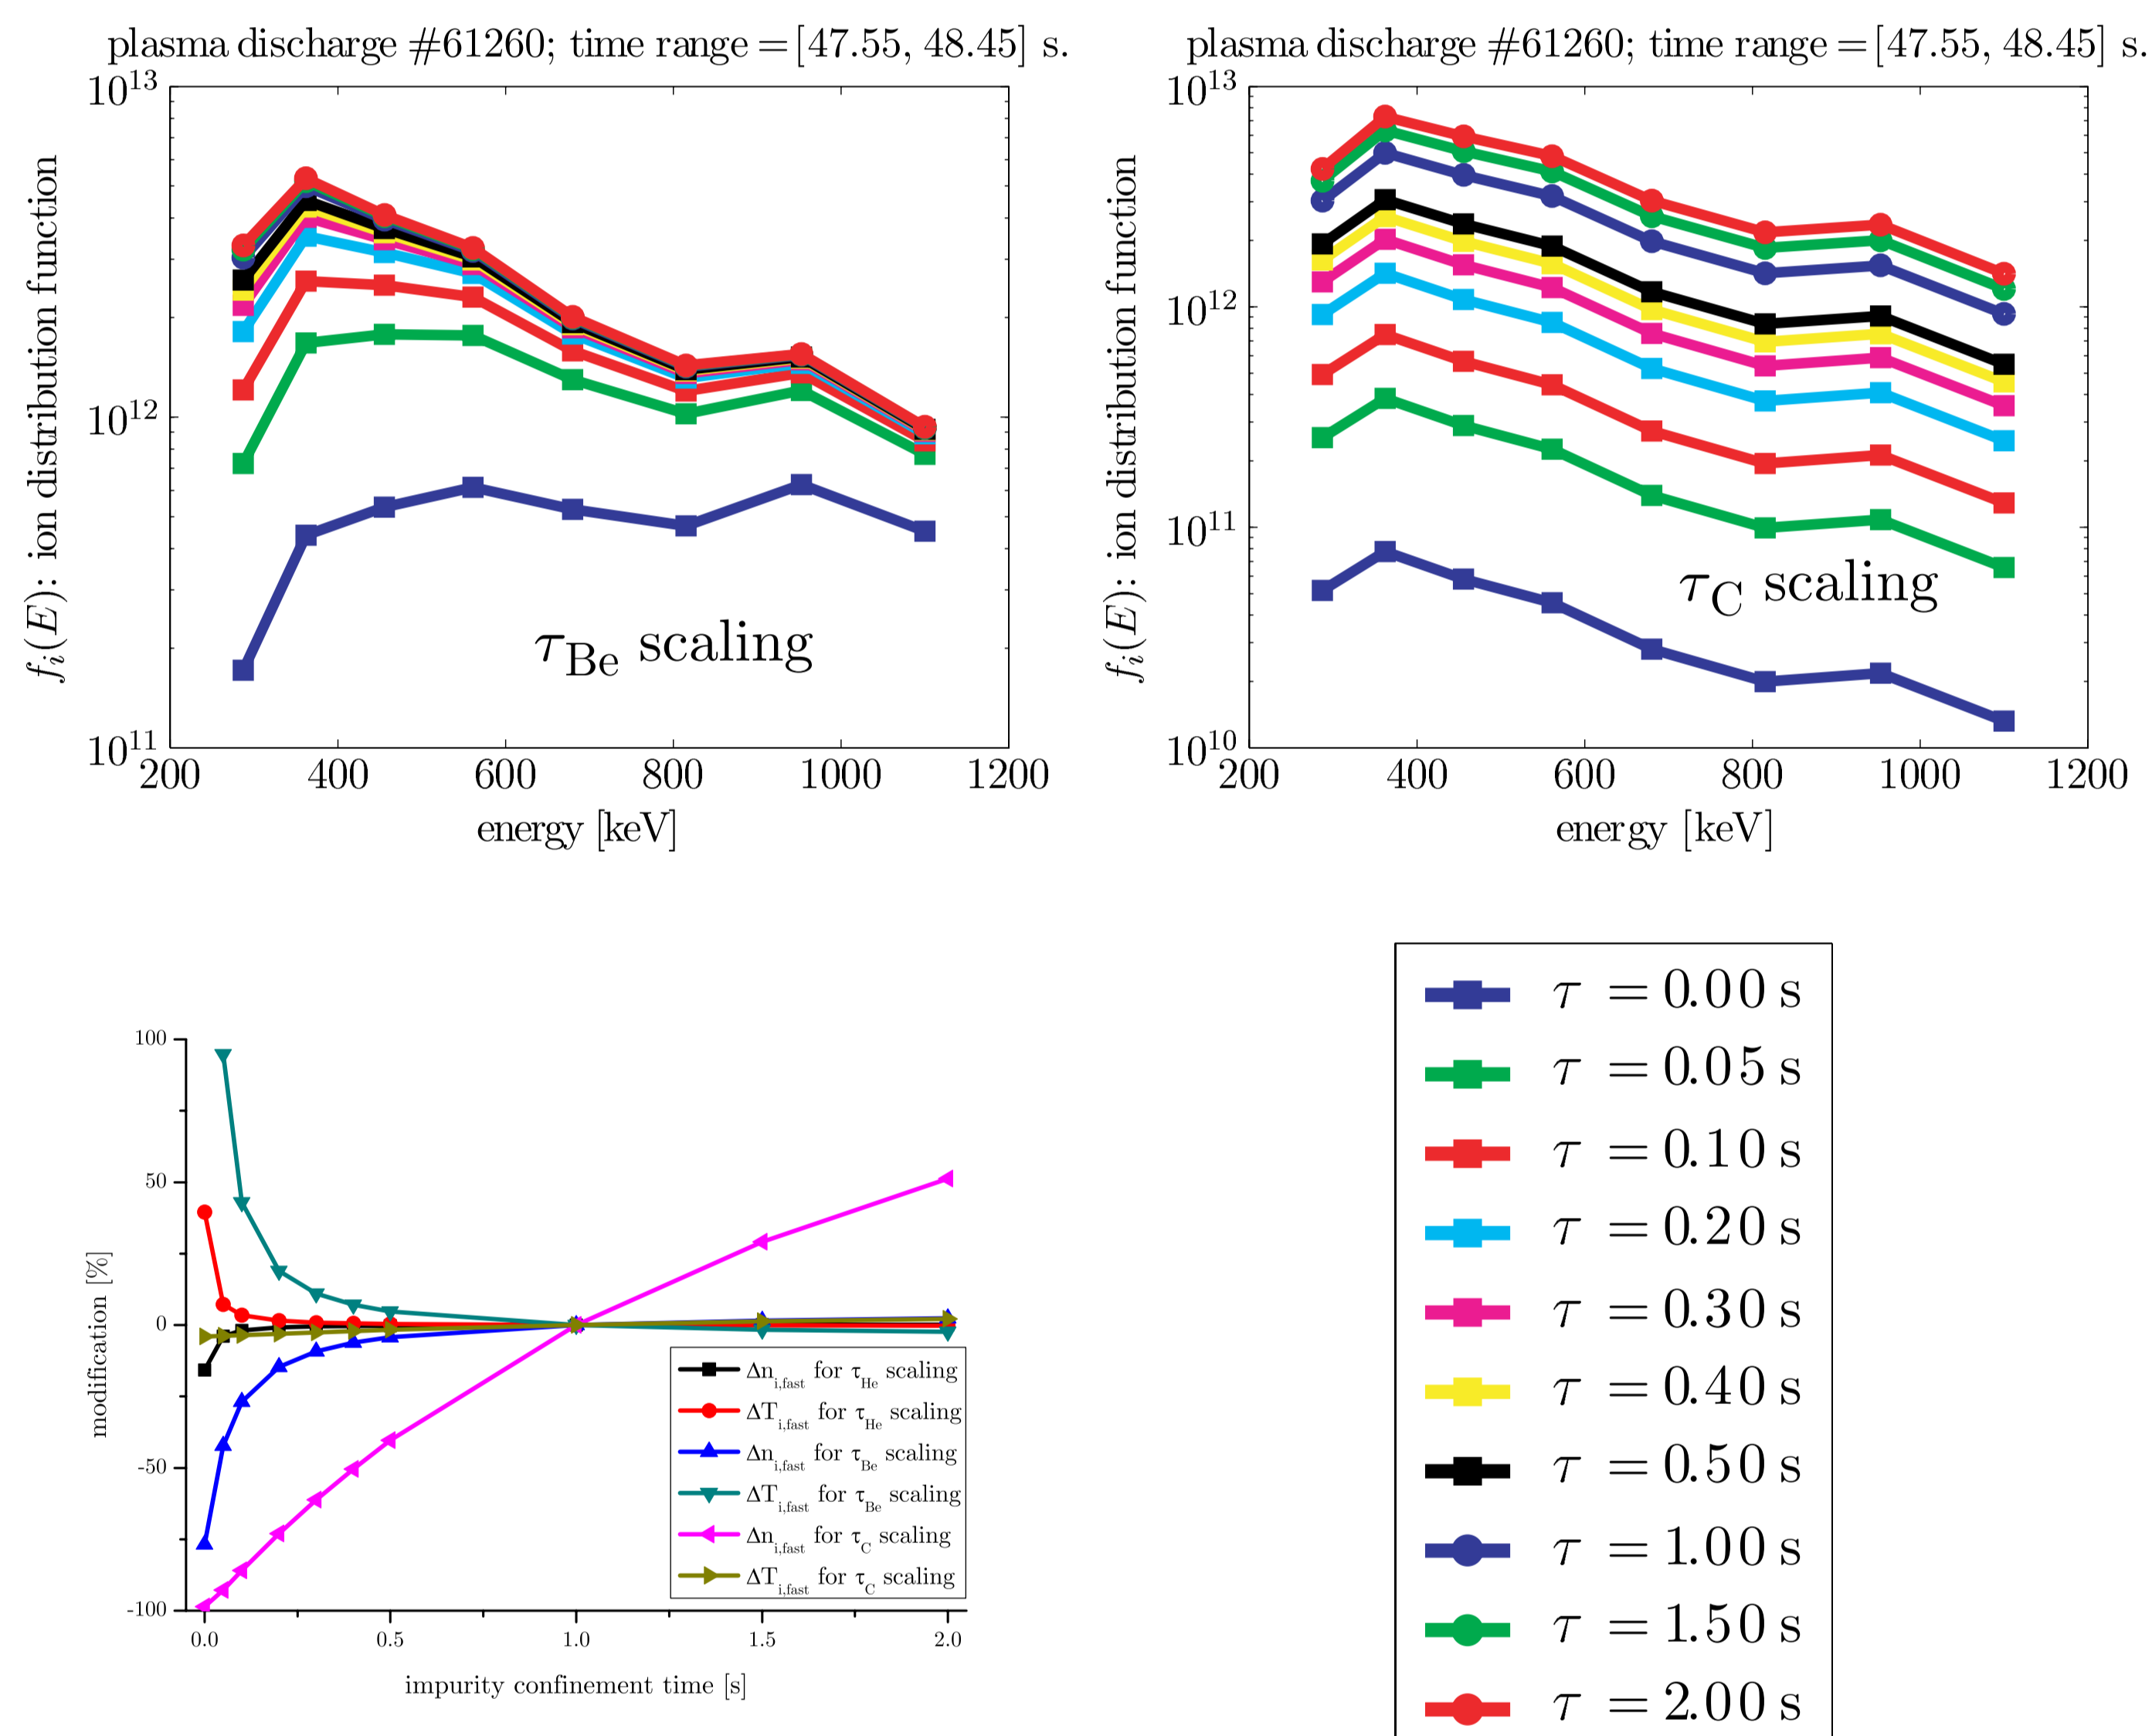 plasma discharge #61260; time range = [47.55, 48.45] s.
10^13
10^12
10^11
f_i(E): ion distribution function
τ_Be scaling
200 400 600 800 1000 1200
energy [keV]
plasma discharge #61260; time range = [47.55, 48.45] s.
10^13
10^12
10^11
10^10
f_i(E): ion distribution function
τ_C scaling
200 400 600 800 1000 1200
energy [keV]
100
50
0
-50
-100
modification [%]
Δn_i,fast for τ_He scaling
ΔT_i,fast for τ_He scaling
Δn_i,fast for τ_Be scaling
ΔT_i,fast for τ_Be scaling
Δn_i,fast for τ_C scaling
ΔT_i,fast for τ_C scaling
0.0 0.5 1.0 1.5 2.0
impurity confinement time [s]
τ = 0.00 s
τ = 0.05 s
τ = 0.10 s
τ = 0.20 s
τ = 0.30 s
τ = 0.40 s
τ = 0.50 s
τ = 1.00 s
τ = 1.50 s
τ = 2.00 s